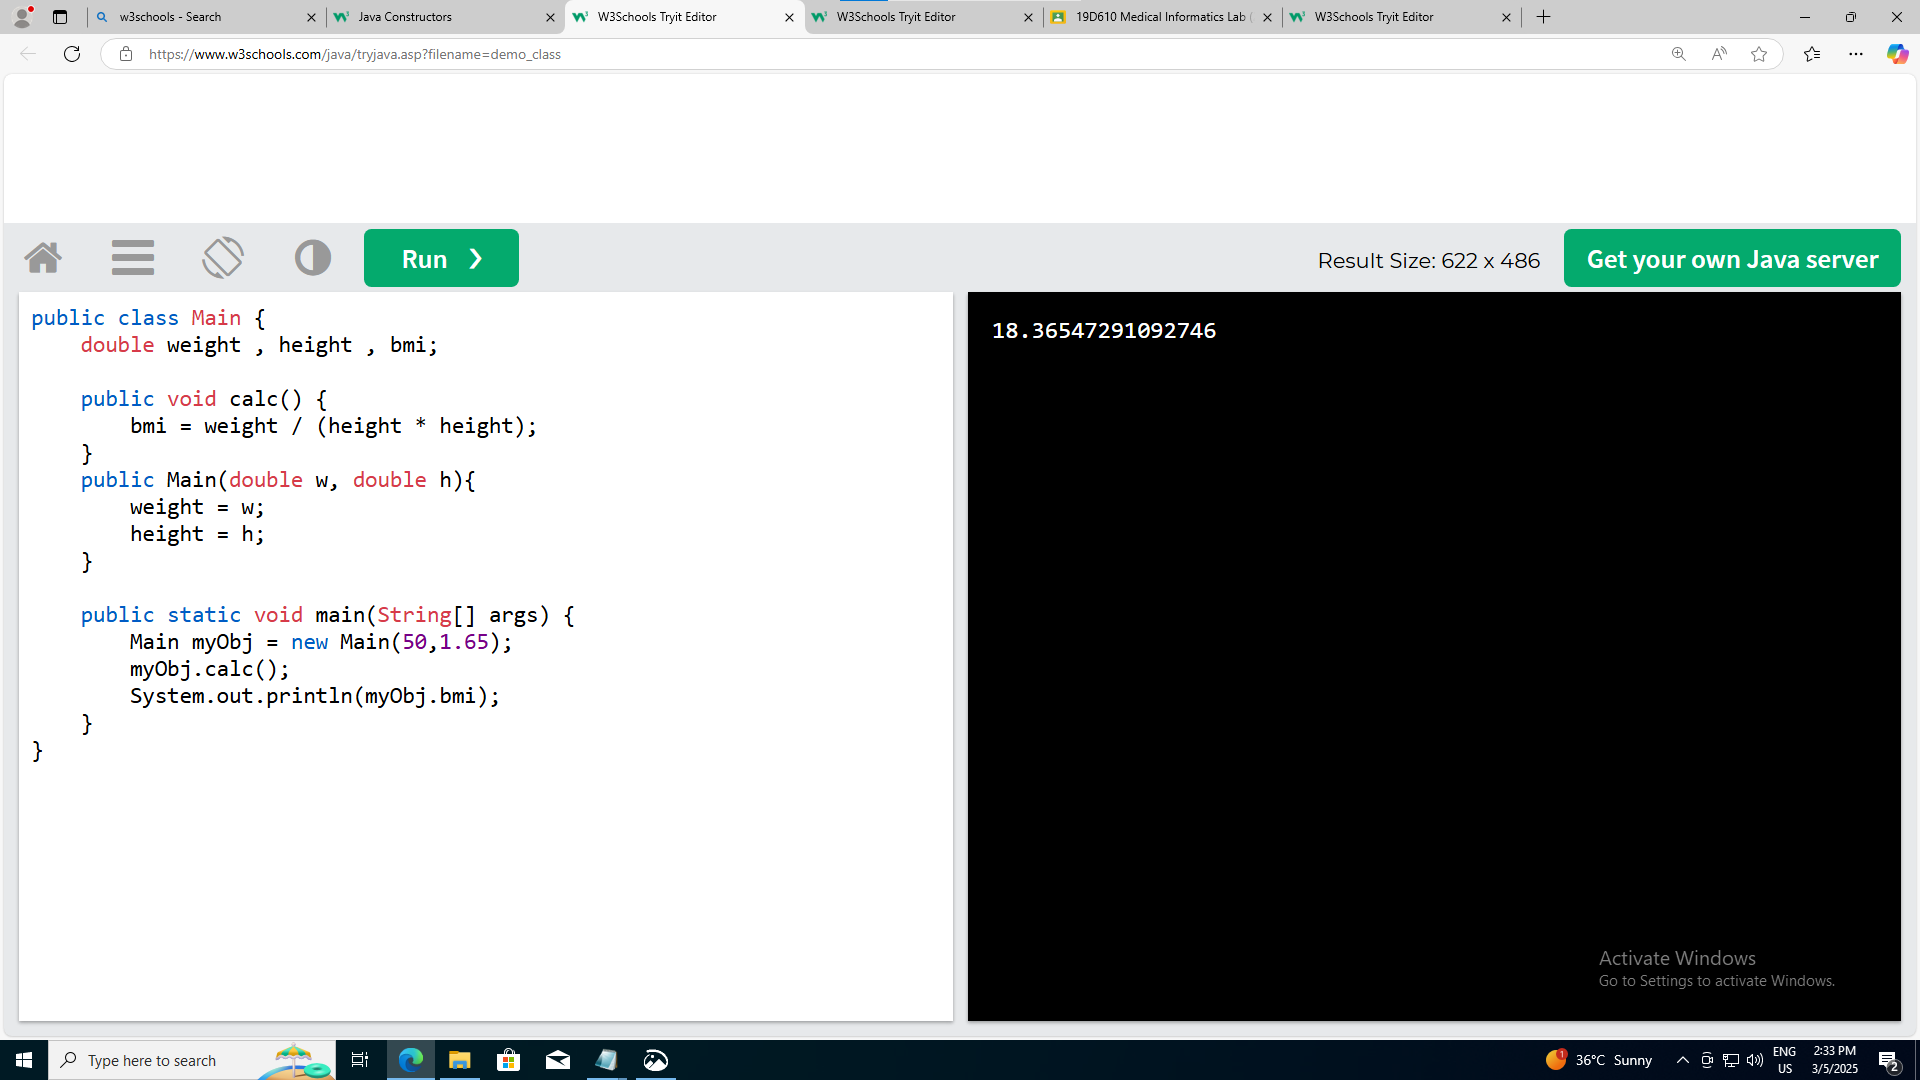 w3schools - Search
Java Constructors
W3Schools Tryit Editor
W3Schools Tryit Editor
19D610 Medical Informatics Lab (
W3Schools Tryit Editor
https://www.w3schools.com/java/tryjava.asp?filename=demo_class
Run ❯
Result Size: 622 x 486
Get your own Java server
public class Main {
    double weight , height , bmi;
    public void calc() {
        bmi = weight / (height * height);
    }
    public Main(double w, double h){
        weight = w;
        height = h;
    }
    public static void main(String[] args) {
        Main myObj = new Main(50,1.65);
        myObj.calc();
        System.out.println(myObj.bmi);
    }
}
18.36547291092746
Activate Windows
Go to Settings to activate Windows.
Type here to search
1
36°C Sunny
ENG
US
2:33 PM
3/5/2025
2